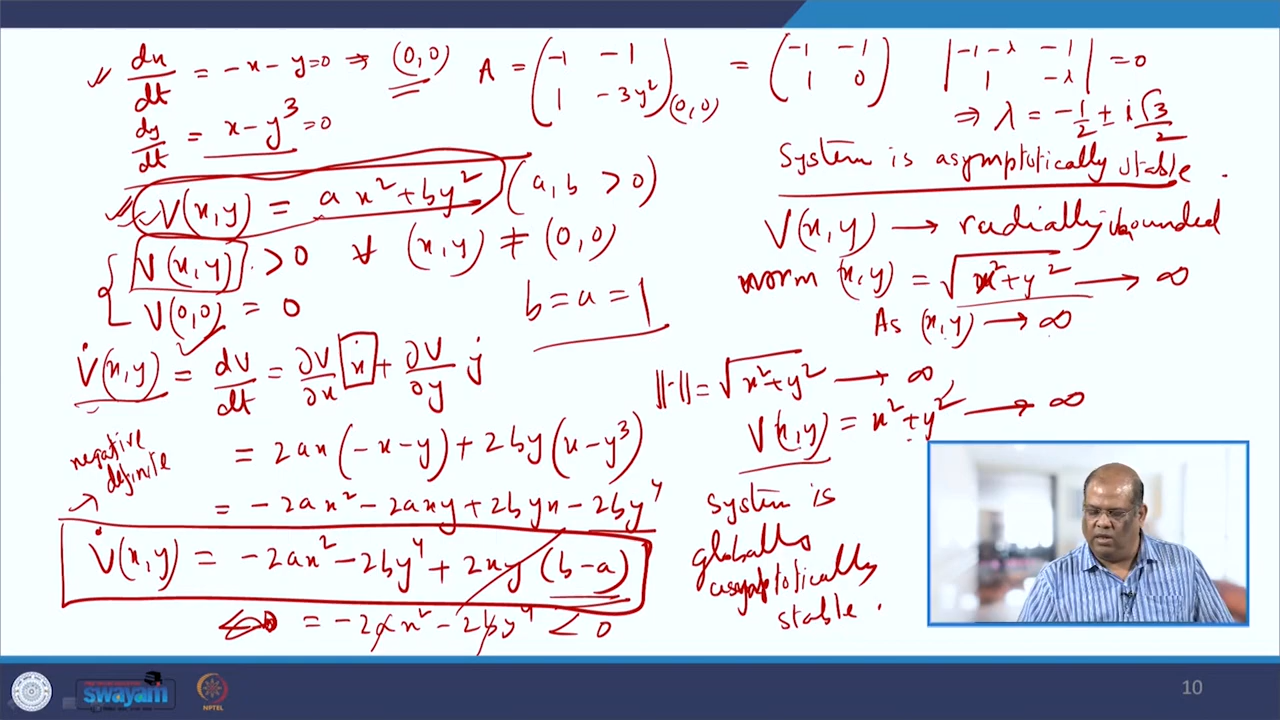 dx/dt = -x - y = 0 ⇒ (0,0)
dy/dt = x - y³ = 0
A = (-1 -1; 1 -3y²)(0,0) = (-1 -1; 1 0)
|-1-λ -1; 1 -λ| = 0
⇒ λ = -1/2 ± i √3/2
System is asymptotically stable.
V(x,y) = ax² + by² (a, b > 0)
V(x,y) > 0 ∀ (x,y) ≠ (0,0)
V(0,0) = 0
b = a = 1
V̇(x,y) = dV/dt = ∂V/∂x ẋ + ∂V/∂y ẏ
negative
definite
= 2ax(-x-y) + 2by(x-y³)
= -2ax² - 2axy + 2byx - 2by⁴
V̇(x,y) = -2ax² - 2by⁴ + 2xy (b-a)
= -2ax² - 2by⁴ < 0
V(x,y) → radially unbounded
norm (x,y) = √x²+y² → ∞
As (x,y) → ∞
||·|| = √x²+y² → ∞
V(x,y) = x²+y² → ∞
System is
globally
asymptotically
stable.
swayam
NPTEL
10